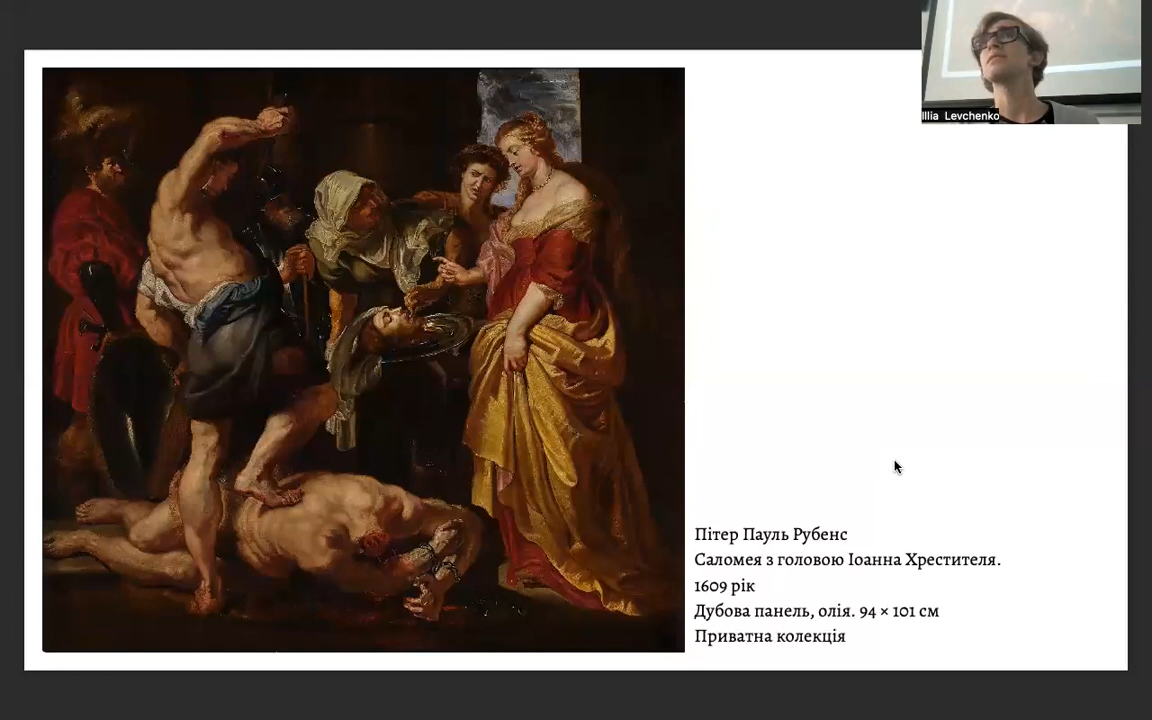 Illia Levchenko
Пітер Пауль Рубенс
Саломея з головою Іоанна Хрестителя.
1609 рік
Дубова панель, олія. 94 × 101 см
Приватна колекція